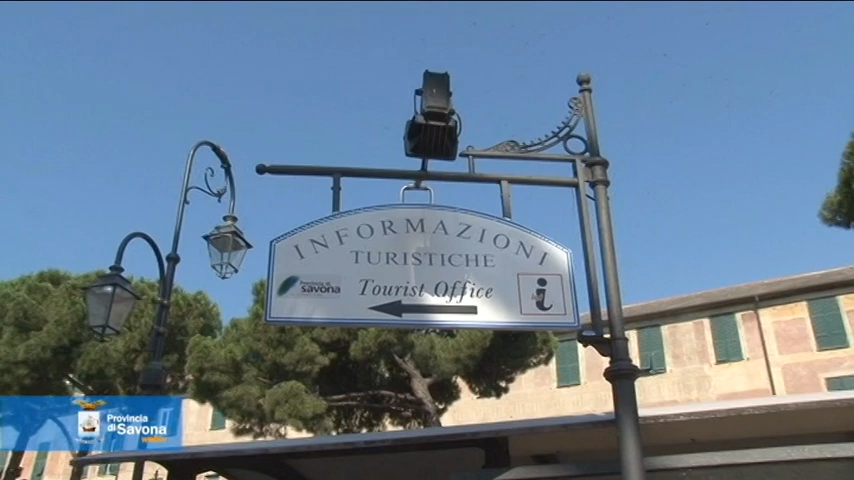 INFORMAZIONI
TURISTICHE
Provincia di
savona
Tourist Office
i
Provincia
di Savona